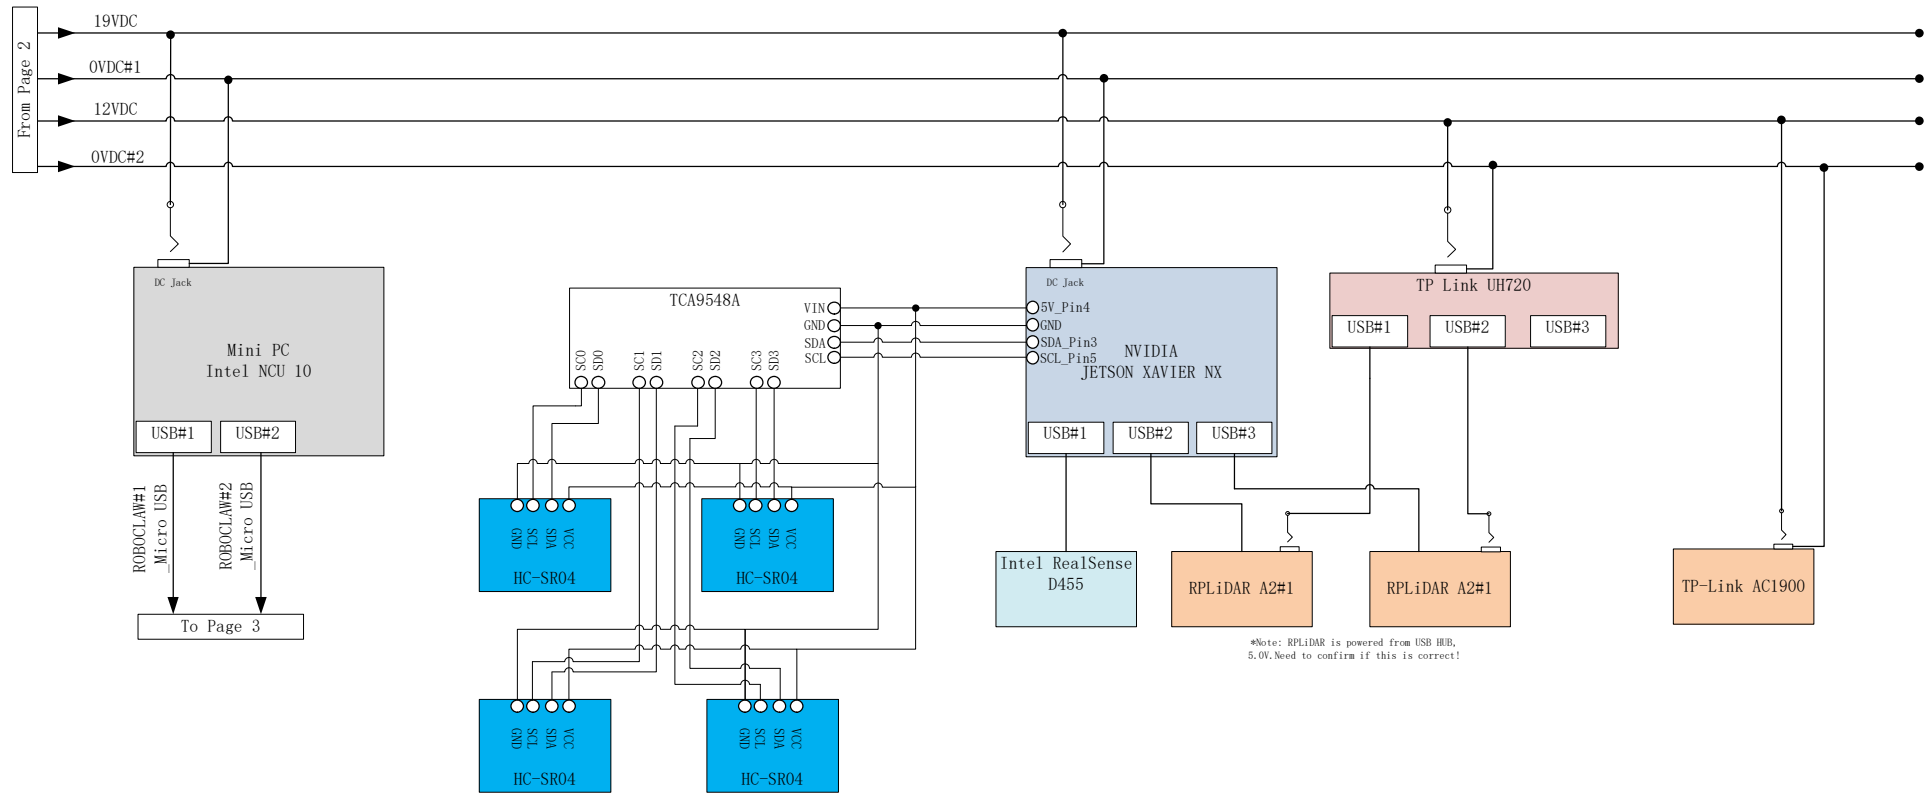 From Page 2
19VDC
0VDC#1
12VDC
0VDC#2
DC Jack
Mini PC
Intel NCU 10
USB#1
USB#2
ROBOCLAW#1
_Micro USB
ROBOCLAW#2
_Micro USB
To Page 3
TCA9548A
VIN
GND
SDA
SCL
SC0
SD0
SC1
SD1
SC2
SD2
SC3
SD3
GND
SCL
SDA
VCC
HC-SR04
GND
SCL
SDA
VCC
HC-SR04
GND
SCL
SDA
VCC
HC-SR04
GND
SCL
SDA
VCC
HC-SR04
DC Jack
5V_Pin4
GND
SDA_Pin3
SCL_Pin5
NVIDIA
JETSON XAVIER NX
USB#1
USB#2
USB#3
Intel RealSense
D455
RPLiDAR A2#1
RPLiDAR A2#1
*Note: RPLiDAR is powered from USB HUB,
5.0V.Need to confirm if this is correct!
TP Link UH720
USB#1
USB#2
USB#3
TP-Link AC1900